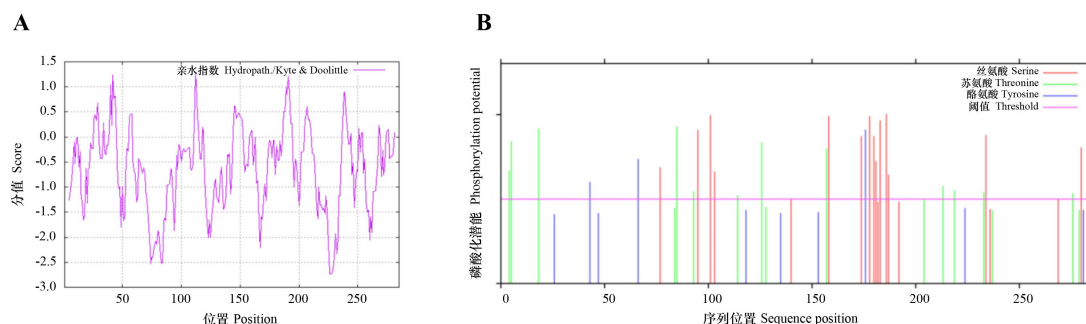 A
B
亲水指数 Hydropath./Kyte & Doolittle
1.5
1.0
0.5
0.0
-0.5
-1.0
-1.5
-2.0
-2.5
-3.0
分值 Score
50
100
150
200
250
位置 Position
丝氨酸 Serine
苏氨酸 Threonine
酪氨酸 Tyrosine
阈值 Threshold
磷酸化潜能 Phosphorylation potential
0
50
100
150
200
250
序列位置 Sequence position